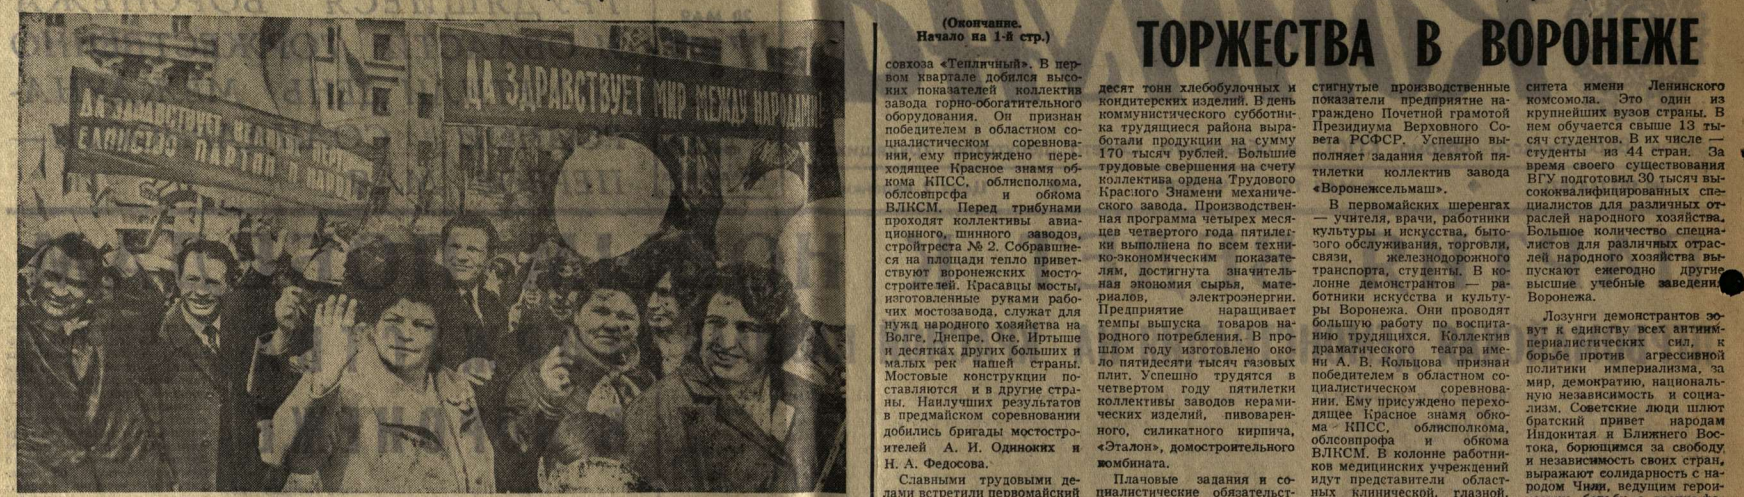 ДА ЗДРАВСТВУЕТ
ЕДИНСТВО ПАРТИИ И НАРОДА
ДА ЗДРАВСТВУЕТ МИР МЕЖДУ НАРОДАМИ!
(Окончание.
Начало на 1-й стр.)
ТОРЖЕСТВА В ВОРОНЕЖЕ
совхоза «Тепличный». В пер-
вом квартале добился высо-
ких показателей коллектив
завода горно-обогатительного
оборудования. Он признан
победителем в областном со-
циалистическом соревнова-
нии, ему присуждено пере-
ходящее Красное знамя об-
кома КПСС, облисполкома,
облсовпрофа и обкома
ВЛКСМ. Перед трибунами
проходят коллективы авиа-
ционного, шинного заводов,
стройтреста № 2. Собравшие-
ся на площади тепло привет-
ствуют воронежских мосто-
строителей. Красавцы мосты,
изготовленные руками рабо-
чих мостозавода, служат для
нужд народного хозяйства на
Волге, Днепре, Оке, Иртыше
и десятках других больших и
малых рек нашей страны.
Мостовые конструкции по-
ставляются и в другие стра-
ны. Наилучших результатов
в предмайском соревновании
добились бригады мостостро-
ителей А. И. Одиноких и
Н. А. Федосова.
Славными трудовыми де-
лами встретили первомайский
десят тонн хлебобулочных и
кондитерских изделий. В день
коммунистического субботни-
ка трудящиеся района выра-
ботали продукции на сумму
170 тысяч рублей. Большие
трудовые свершения на счету
коллектива ордена Трудового
Красного Знамени механиче-
ского завода. Производствен-
ная программа четырех меся-
цев четвертого года пятилет-
ки выполнена по всем техни-
ко-экономическим показате-
лям, достигнута значитель-
ная экономия сырья, мате-
риалов, электроэнергии.
Предприятие наращивает
темпы выпуска товаров на-
родного потребления. В про-
шлом году изготовлено око-
ло пятидесяти тысяч газовых
плит. Успешно трудятся в
четвертом году пятилетки
коллективы заводов керами-
ческих изделий, пивоварен-
ного, силикатного кирпича,
«Эталон», домостроительного
комбината.
Плановые задания и со-
циалистические обязательст-
стигнутые производственные
показатели предприятие на-
граждено Почетной грамотой
Президиума Верховного Со-
вета РСФСР. Успешно вы-
полняет задания девятой пя-
тилетки коллектив завода
«Воронежсельмаш».
В первомайских шеренгах
— учителя, врачи, работники
культуры и искусства, быто-
вого обслуживания, торговли,
связи, железнодорожного
транспорта, студенты. В ко-
лонне демонстрантов — ра-
ботники искусства и культу-
ры Воронежа. Они проводят
большую работу по воспита-
нию трудящихся. Коллектив
драматического театра име-
ни А. В. Кольцова признан
победителем в областном со-
циалистическом соревнова-
нии. Ему присуждено перехо-
дящее Красное знамя обко-
ма КПСС, облисполкома,
облсовпрофа и обкома
ВЛКСМ. В колонне работни-
ков медицинских учреждений
идут представители област-
ных клинической, глазной,
ситета имени Ленинского
комсомола. Это один из
крупнейших вузов страны. В
нем обучается свыше 13 ты-
сяч студентов. В их числе —
студенты из 44 стран. За
время своего существования
ВГУ подготовил 30 тысяч вы-
сококвалифицированных спе-
циалистов для различных от-
раслей народного хозяйства.
Большое количество специа-
листов для различных отрас-
лей народного хозяйства вы-
пускают ежегодно другие
высшие учебные заведения
Воронежа.
Лозунги демонстрантов зо-
вут к единству всех антиим-
периалистических сил, к
борьбе против агрессивной
политики империализма, за
мир, демократию, националь-
ную независимость и социа-
лизм. Советские люди шлют
братский привет народам
Индокитая и Ближнего Вос-
тока, борющимся за свободу
и независимость своих стран,
выражают солидарность с на-
родом Чили, ведущим герои-